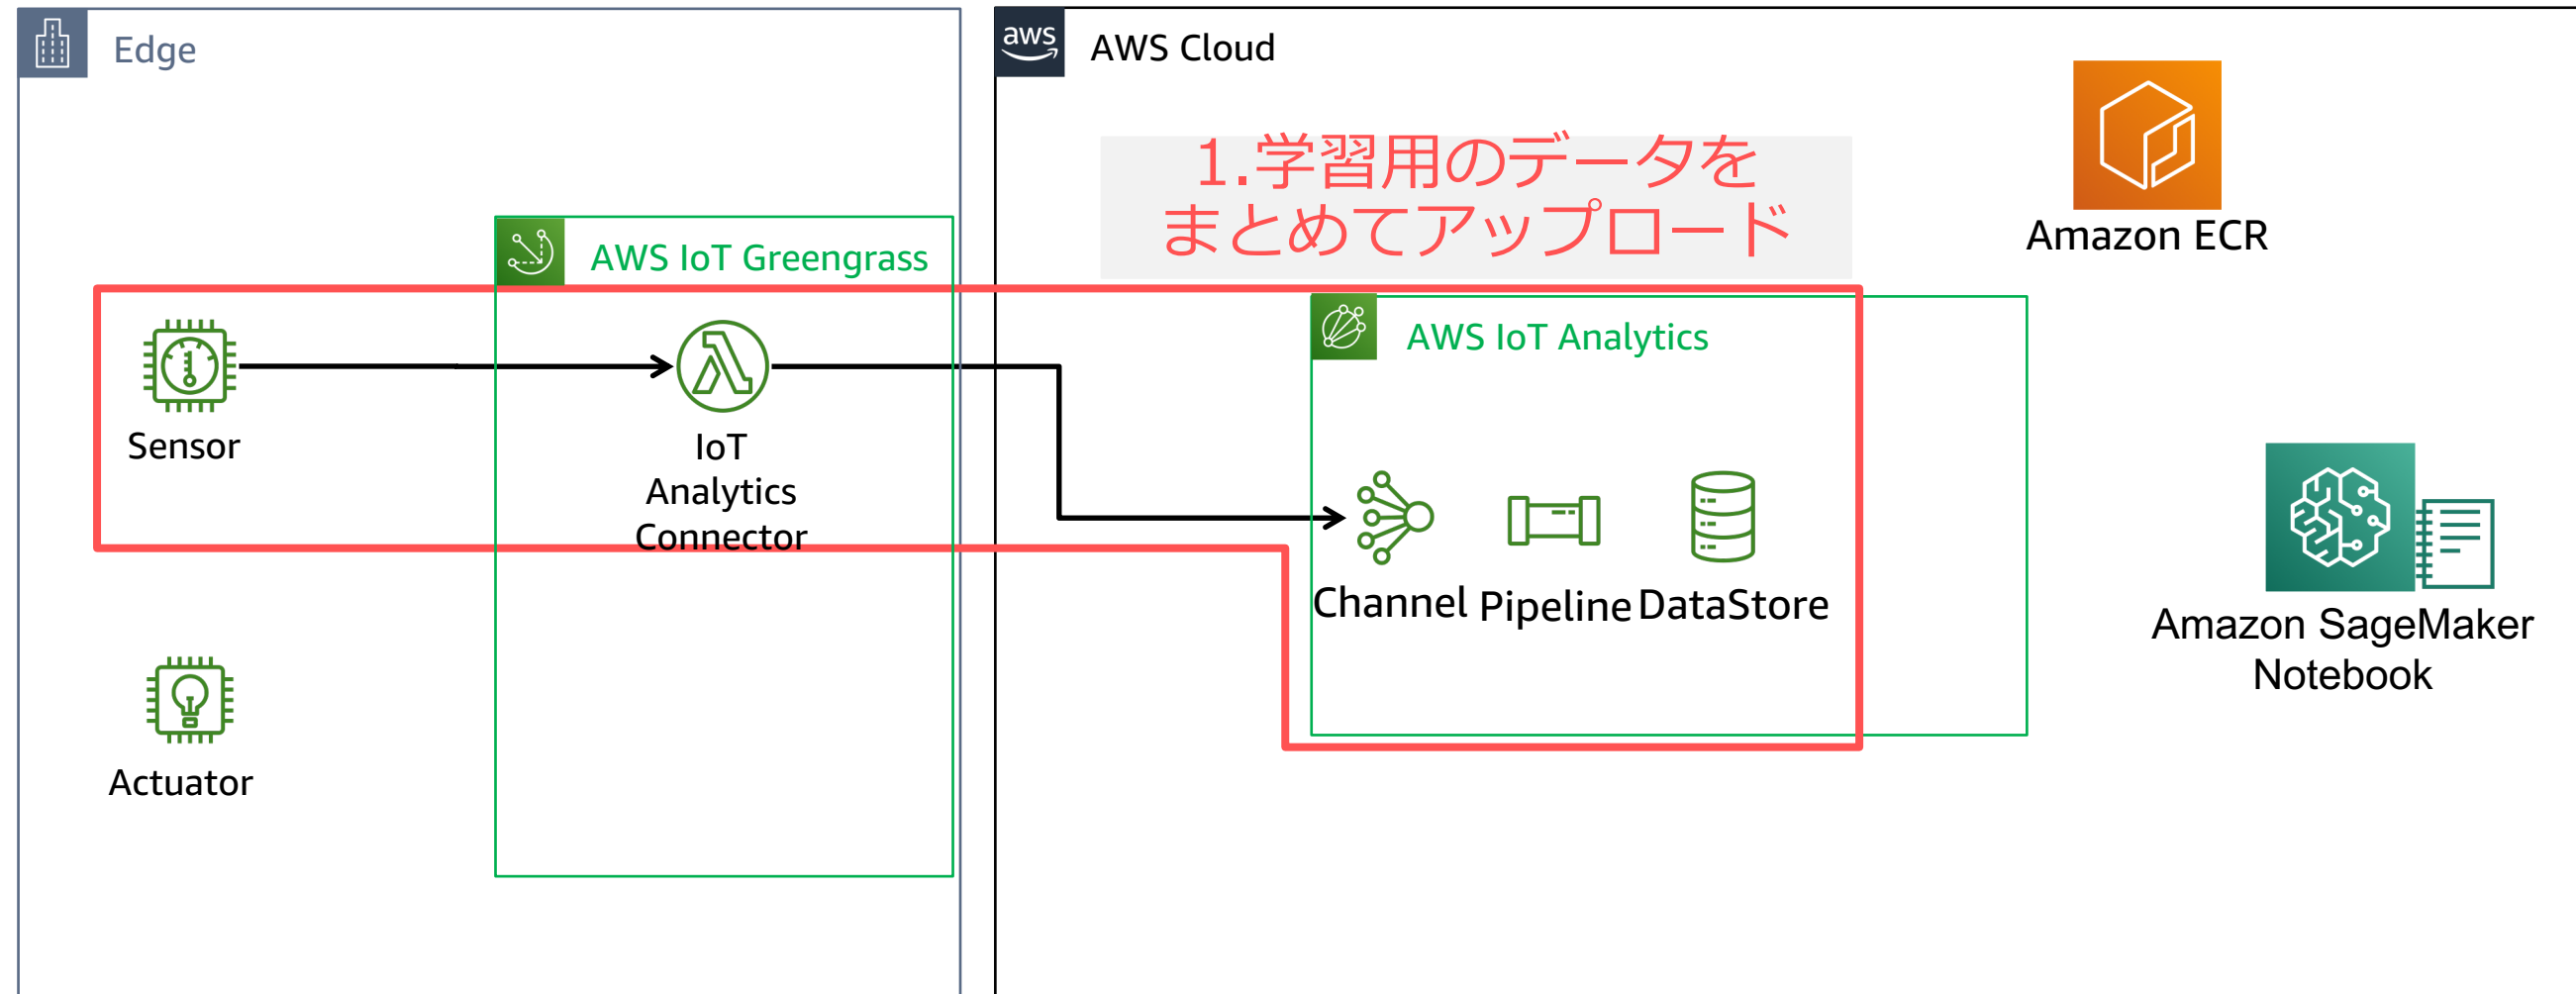 Edge
aws
AWS Cloud
1.学習用のデータを
まとめてアップロード
Amazon ECR
AWS IoT Greengrass
AWS IoT Analytics
Sensor
IoT
Analytics
Connector
Channel
Pipeline
DataStore
Amazon SageMaker
Notebook
Actuator